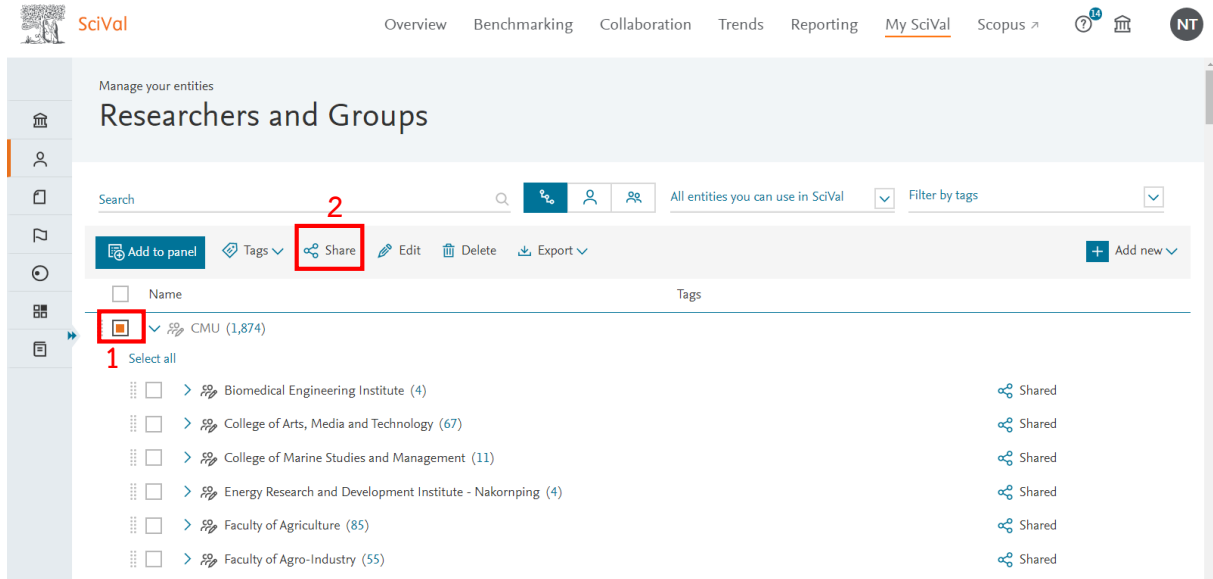 SciVal
Overview Benchmarking Collaboration Trends Reporting My SciVal Scopus ↗ 14 NT
Manage your entities
Researchers and Groups
Search All entities you can use in SciVal Filter by tags
2
Add to panel Tags Share Edit Delete Export + Add new
Name Tags
CMU (1,874)
1 Select all
Biomedical Engineering Institute (4) Shared
College of Arts, Media and Technology (67) Shared
College of Marine Studies and Management (11) Shared
Energy Research and Development Institute - Nakornping (4) Shared
Faculty of Agriculture (85) Shared
Faculty of Agro-Industry (55) Shared